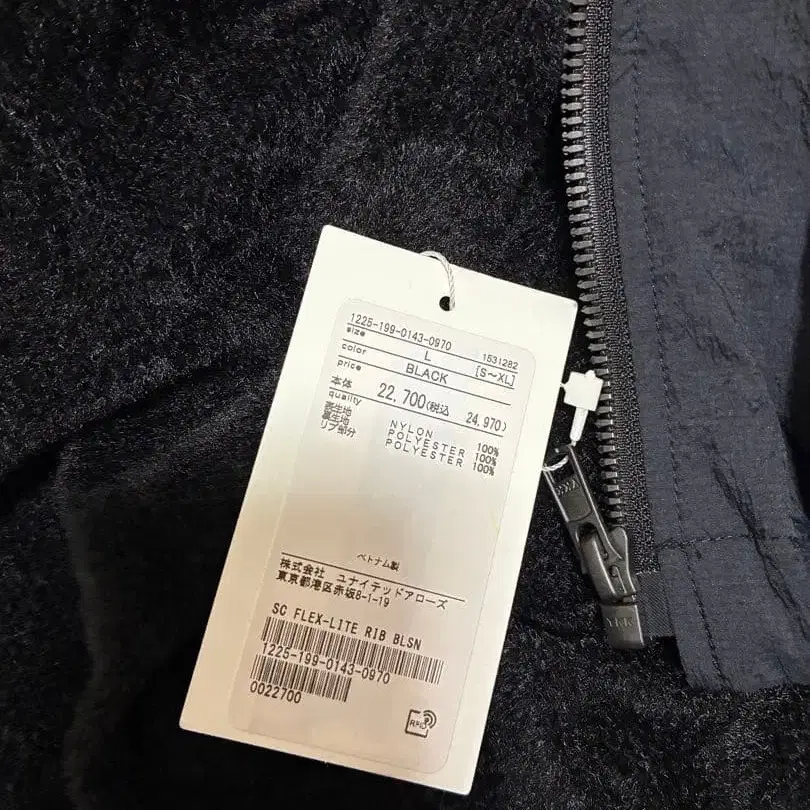 1225-199-0143-0970
size L 1531282
color BLACK [S~XL]
price
本体 22,700(税込 24,970)
quality
表生地 NYLON 100%
裏生地 POLYESTER 100%
リブ部分 POLYESTER 100%
ベトナム製
株式会社 ユナイテッドアローズ
東京都港区赤坂8-1-19
SC FLEX-LITE RIB BLSN
1225-199-0143-0970
0022700
RFID
YKK